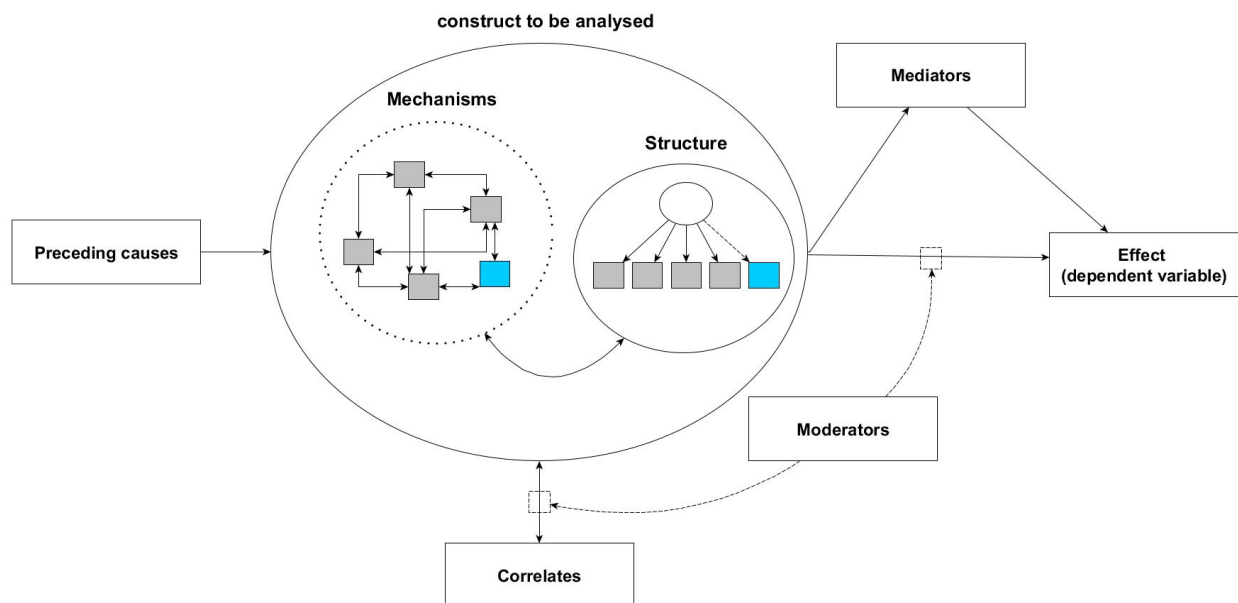 construct to be analysed
Mediators
Mechanisms
Structure
Preceding causes
Effect
(dependent variable)
Moderators
Correlates